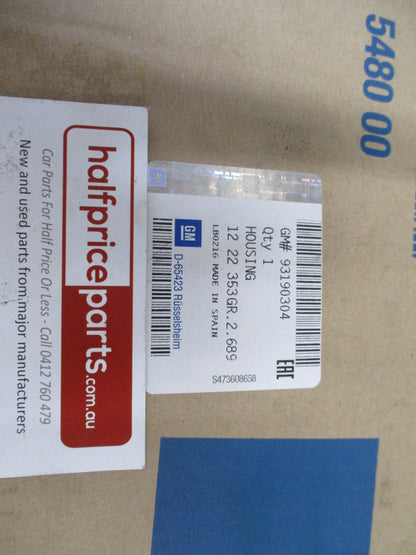 5480 00
halfpriceparts.com.au
Car Parts For Half Price Or Less - Call 0412 760 479
New and used parts from major manufacturers
GM# 93190304
Qty 1
HOUSING
12 22 353GR.2.689
LB0216 MADE IN SPAIN
EAC
S473608658
GM
D-65423 Rüsselsheim